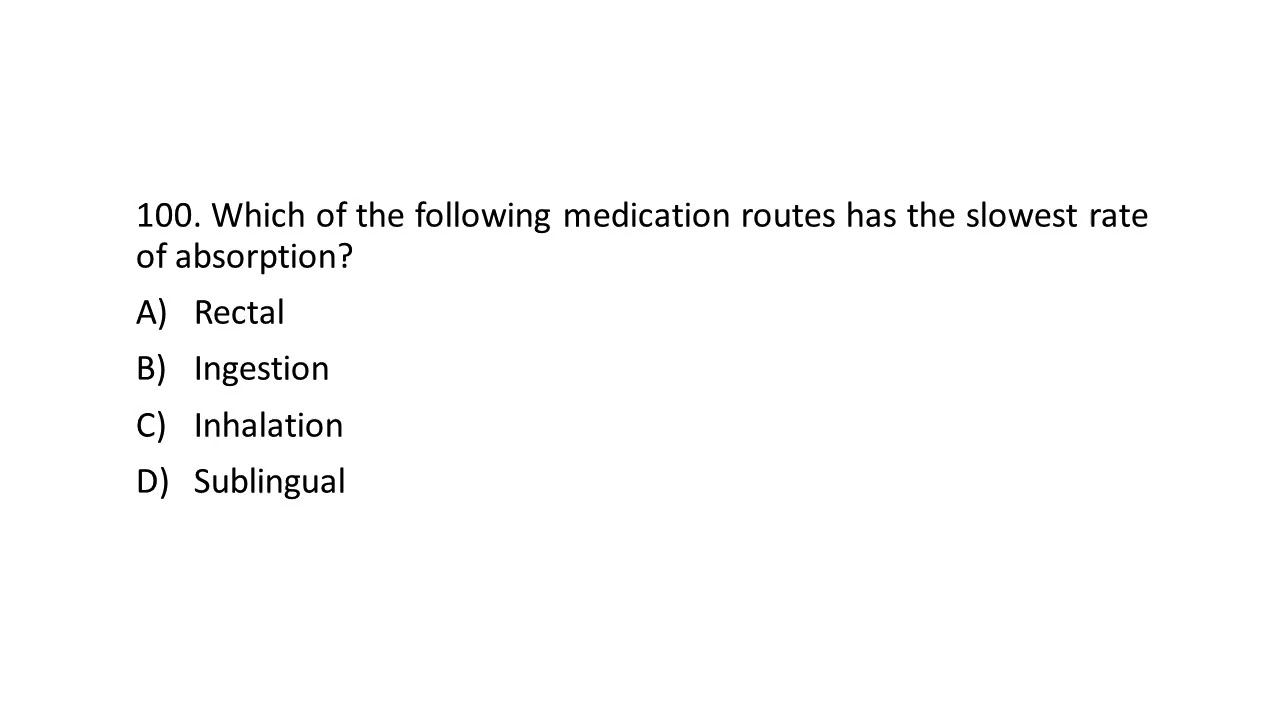 100. Which of the following medication routes has the slowest rate
of absorption?
A) Rectal
B) Ingestion
C) Inhalation
D) Sublingual